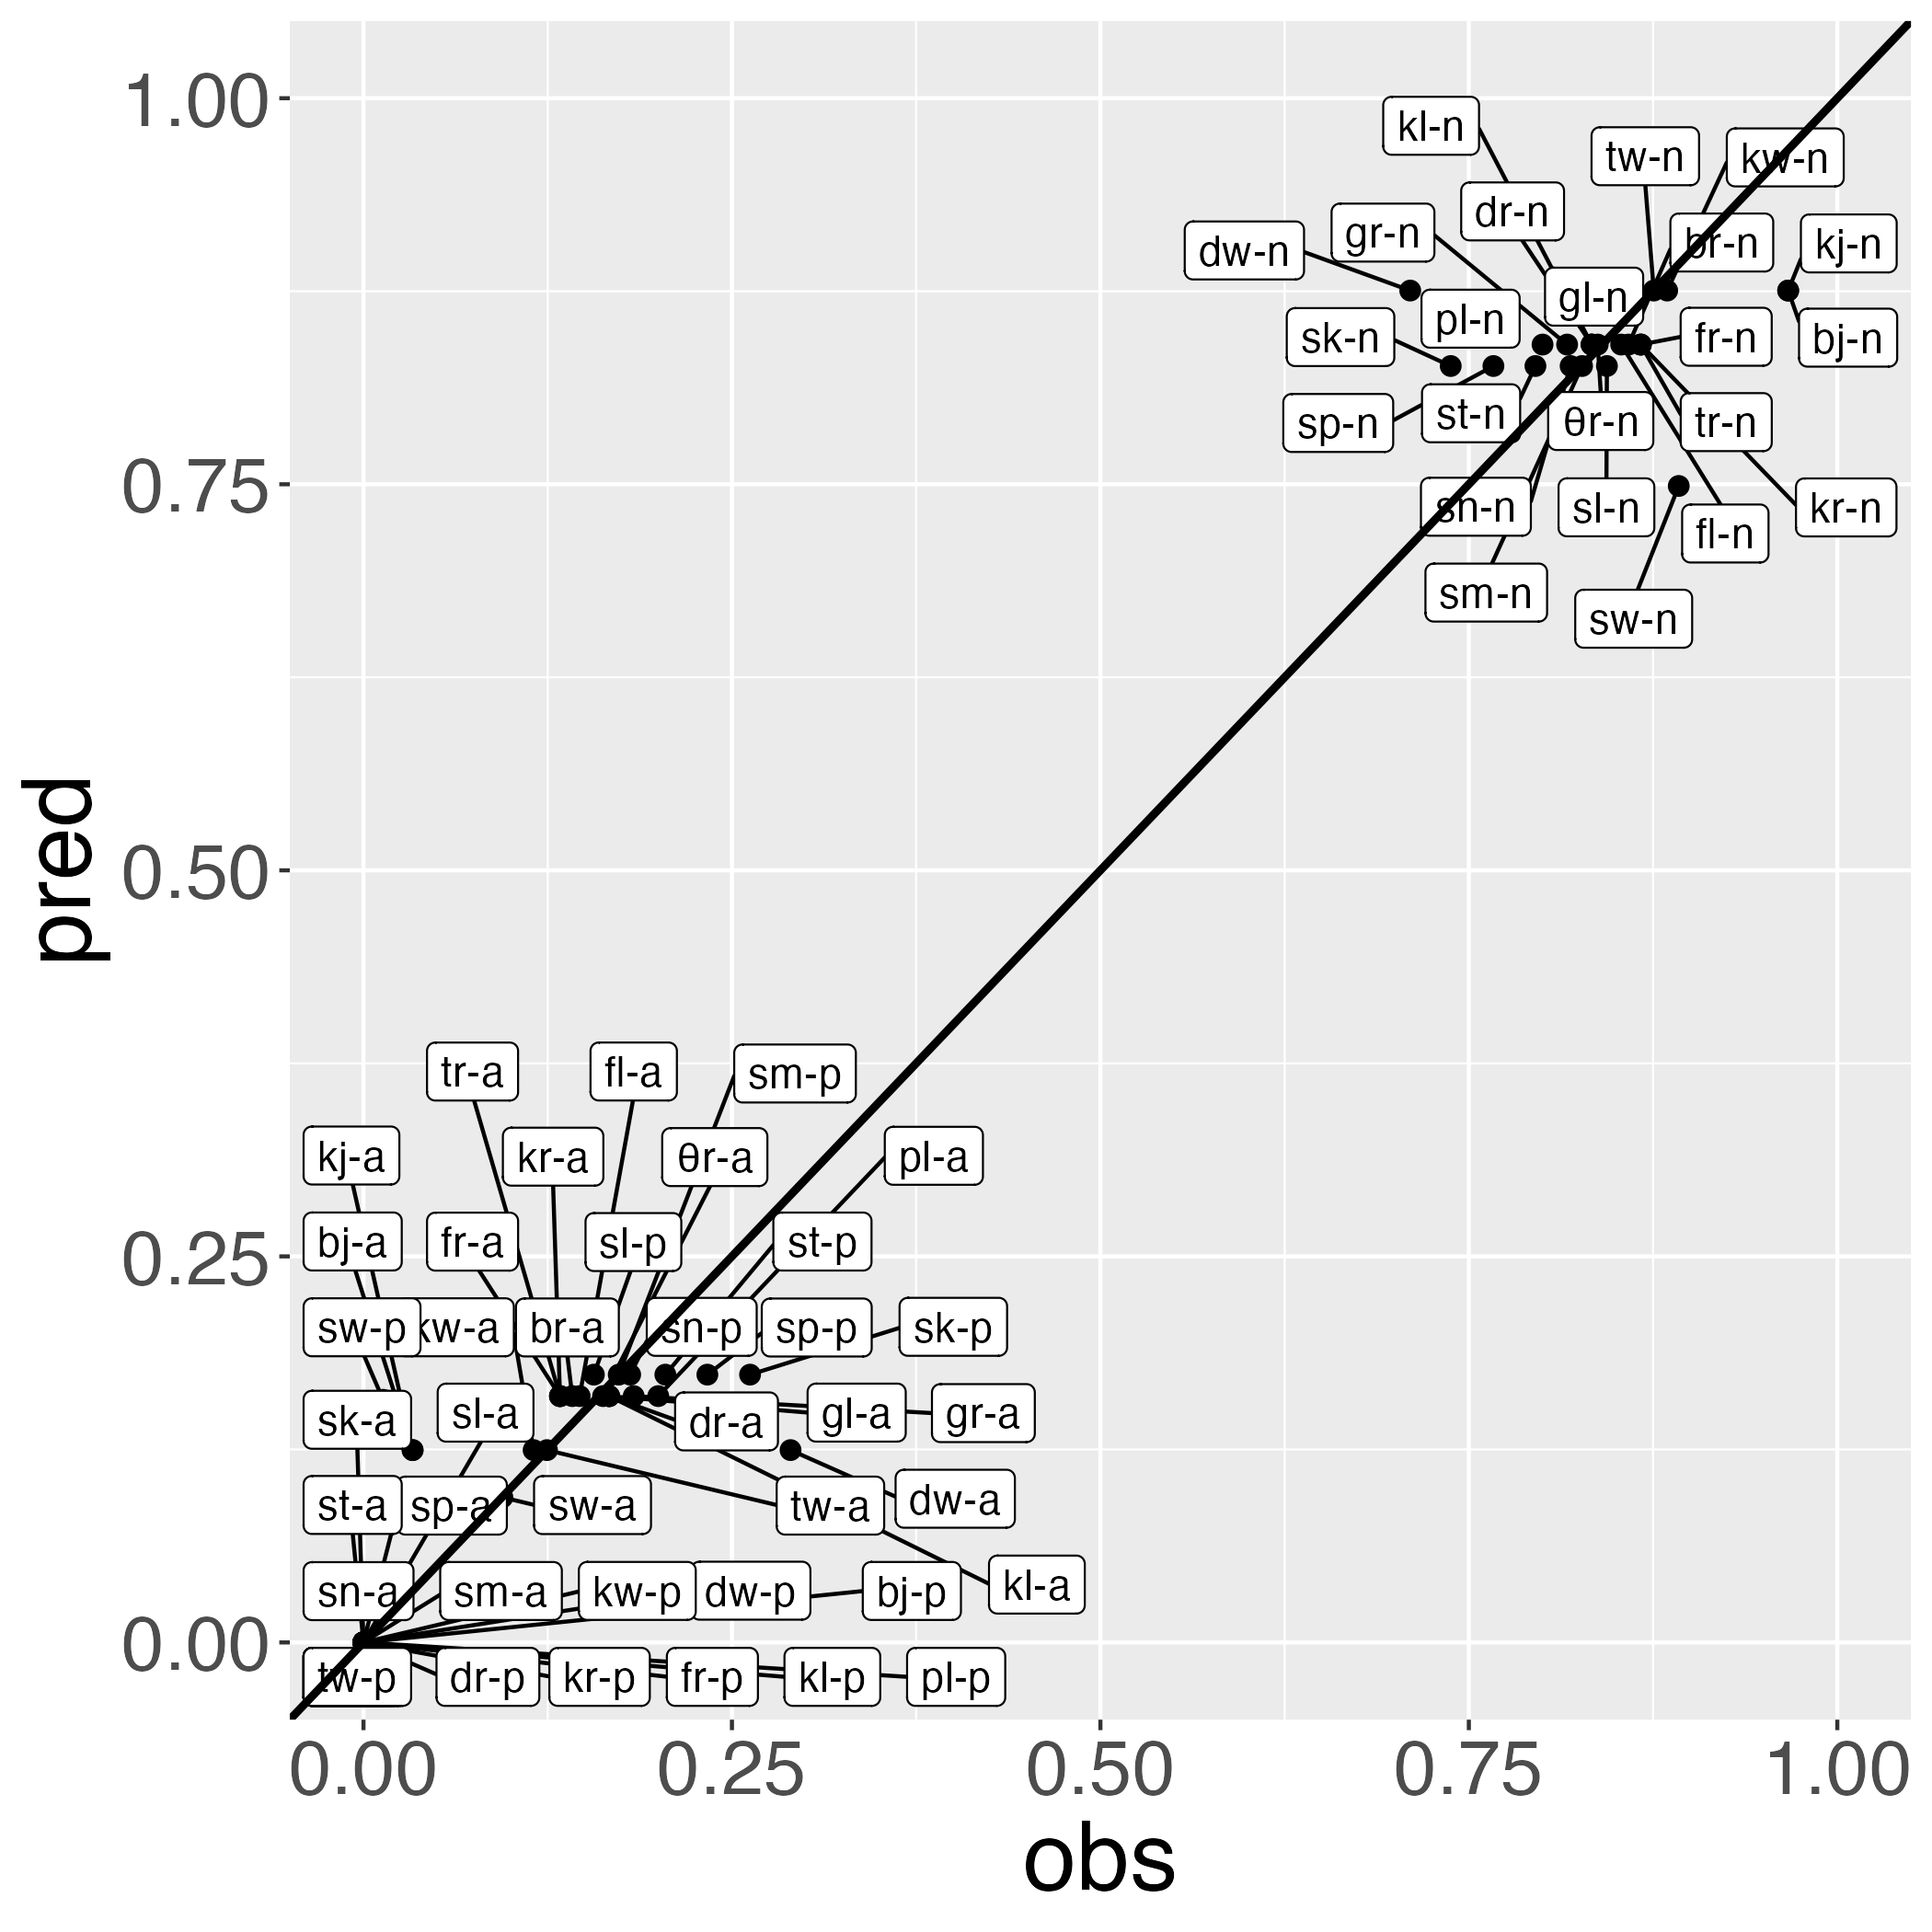 1.00
kl-n
tw-n
kw-n
dr-n
gr-n
br-n
kj-n
dw-n
gl-n
pl-n
sk-n
fr-n
bj-n
st-n
sp-n
θr-n
tr-n
0.75
sn-n
sl-n
kr-n
fl-n
sm-n
sw-n
pred
0.50
tr-a
fl-a
sm-p
kj-a
kr-a
θr-a
pl-a
0.25
bj-a
fr-a
sl-p
st-p
sw-p
kw-a
br-a
sn-p
sp-p
sk-p
sk-a
sl-a
dr-a
gl-a
gr-a
st-a
sp-a
sw-a
tw-a
dw-a
sn-a
sm-a
kw-p
dw-p
bj-p
kl-a
0.00
tw-p
dr-p
kr-p
fr-p
kl-p
pl-p
0.00
0.25
0.50
0.75
1.00
obs